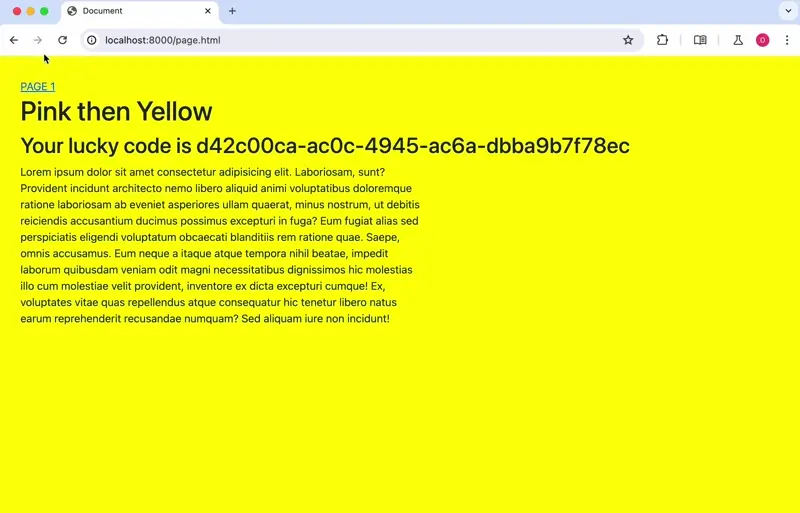 Document
localhost:8000/page.html
O
PAGE 1
Pink then Yellow
Your lucky code is d42c00ca-ac0c-4945-ac6a-dbba9b7f78ec
Lorem ipsum dolor sit amet consectetur adipisicing elit. Laboriosam, sunt?
Provident incidunt architecto nemo libero aliquid animi voluptatibus doloremque
ratione laboriosam ab eveniet asperiores ullam quaerat, minus nostrum, ut debitis
reiciendis accusantium ducimus possimus excepturi in fuga? Eum fugiat alias sed
perspiciatis eligendi voluptatum obcaecati blanditiis rem ratione quae. Saepe,
omnis accusamus. Eum neque a itaque atque tempora nihil beatae, impedit
laborum quibusdam veniam odit magni necessitatibus dignissimos hic molestias
illo cum molestiae velit provident, inventore ex dicta excepturi cumque! Ex,
voluptates vitae quas repellendus atque consequatur hic tenetur libero natus
earum reprehenderit recusandae numquam? Sed aliquam iure non incidunt!